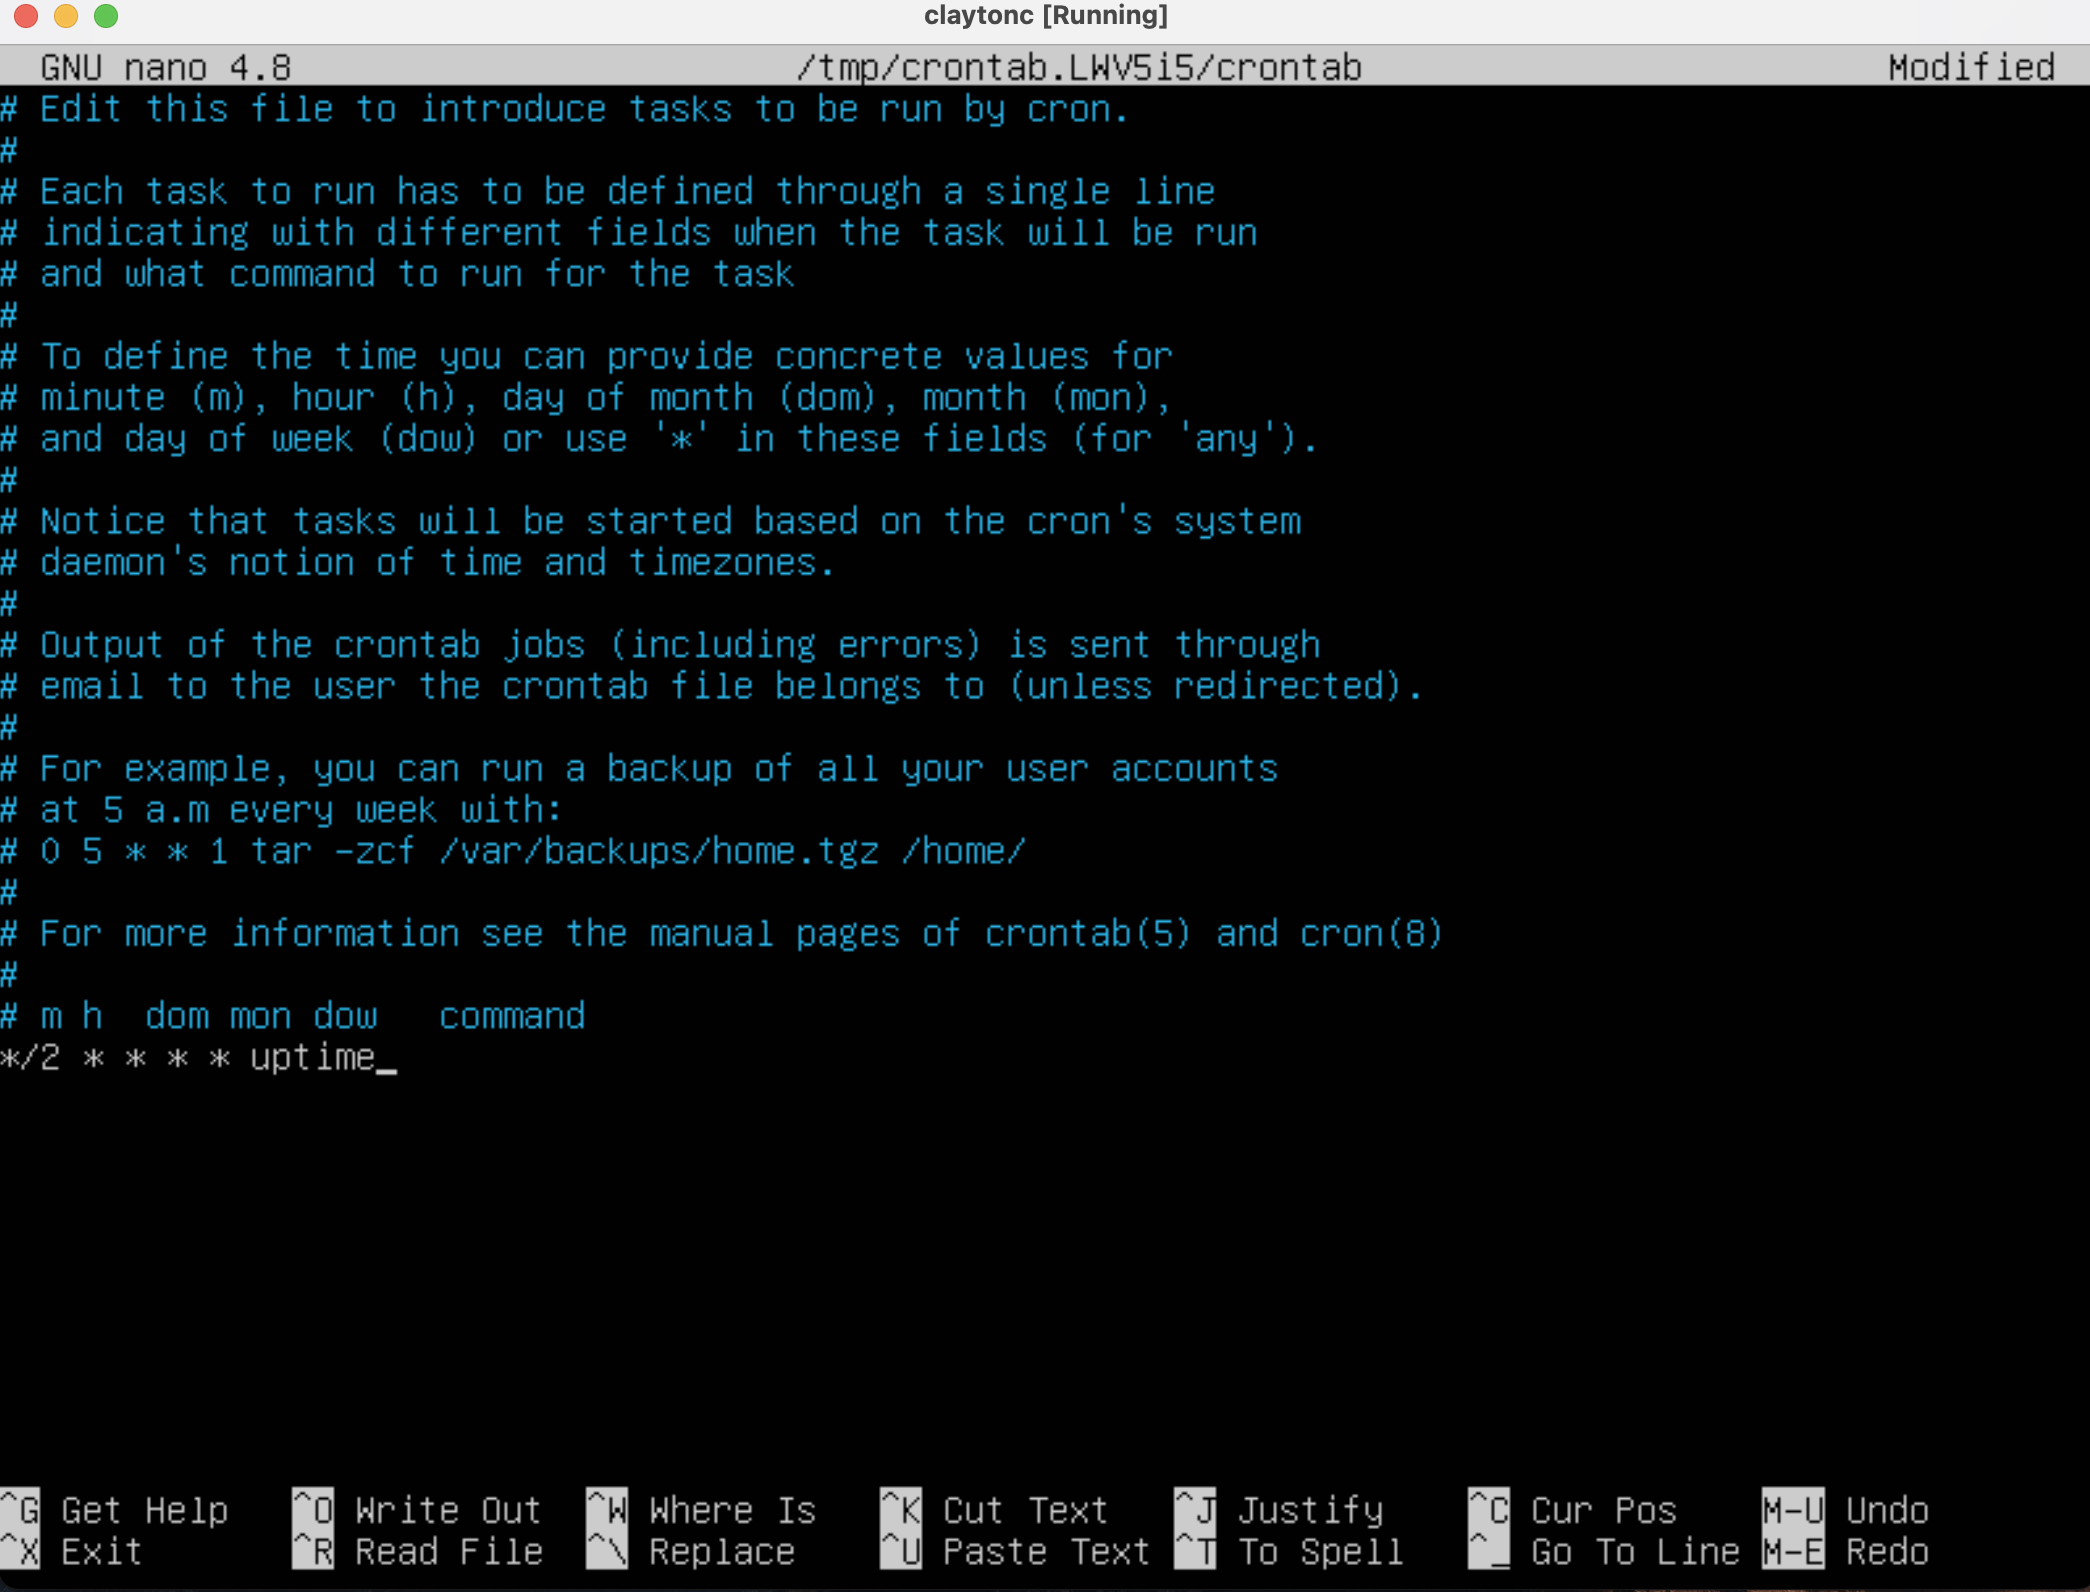 claytonc [Running]
GNU nano 4.8 /tmp/crontab.LWV5i5/crontab Modified
# Edit this file to introduce tasks to be run by cron.
#
# Each task to run has to be defined through a single line
# indicating with different fields when the task will be run
# and what command to run for the task
#
# To define the time you can provide concrete values for
# minute (m), hour (h), day of month (dom), month (mon),
# and day of week (dow) or use '*' in these fields (for 'any').
#
# Notice that tasks will be started based on the cron's system
# daemon's notion of time and timezones.
#
# Output of the crontab jobs (including errors) is sent through
# email to the user the crontab file belongs to (unless redirected).
#
# For example, you can run a backup of all your user accounts
# at 5 a.m every week with:
# 0 5 * * 1 tar -zcf /var/backups/home.tgz /home/
#
# For more information see the manual pages of crontab(5) and cron(8)
#
# m h  dom mon dow   command
*/2 * * * * uptime_
^G Get Help ^O Write Out ^W Where Is ^K Cut Text ^J Justify ^C Cur Pos M-U Undo
^X Exit ^R Read File ^\ Replace ^U Paste Text ^T To Spell ^_ Go To Line M-E Redo